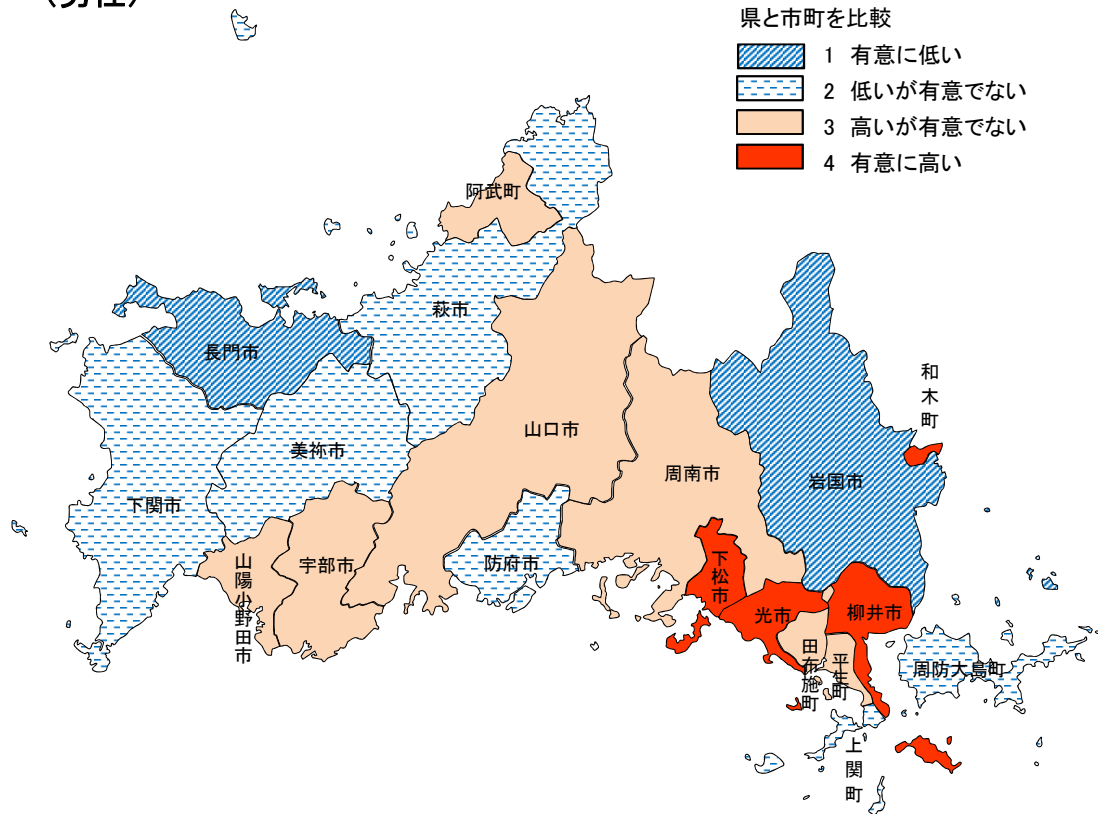 (男性)
県と市町を比較
1 有意に低い
2 低いが有意でない
3 高いが有意でない
4 有意に高い
阿武町
萩市
長門市
和木町
山口市
美祢市
周南市
岩国市
下関市
防府市
宇部市
山陽小野田市
下松市
光市
柳井市
田布施町
平生町
周防大島町
上関町